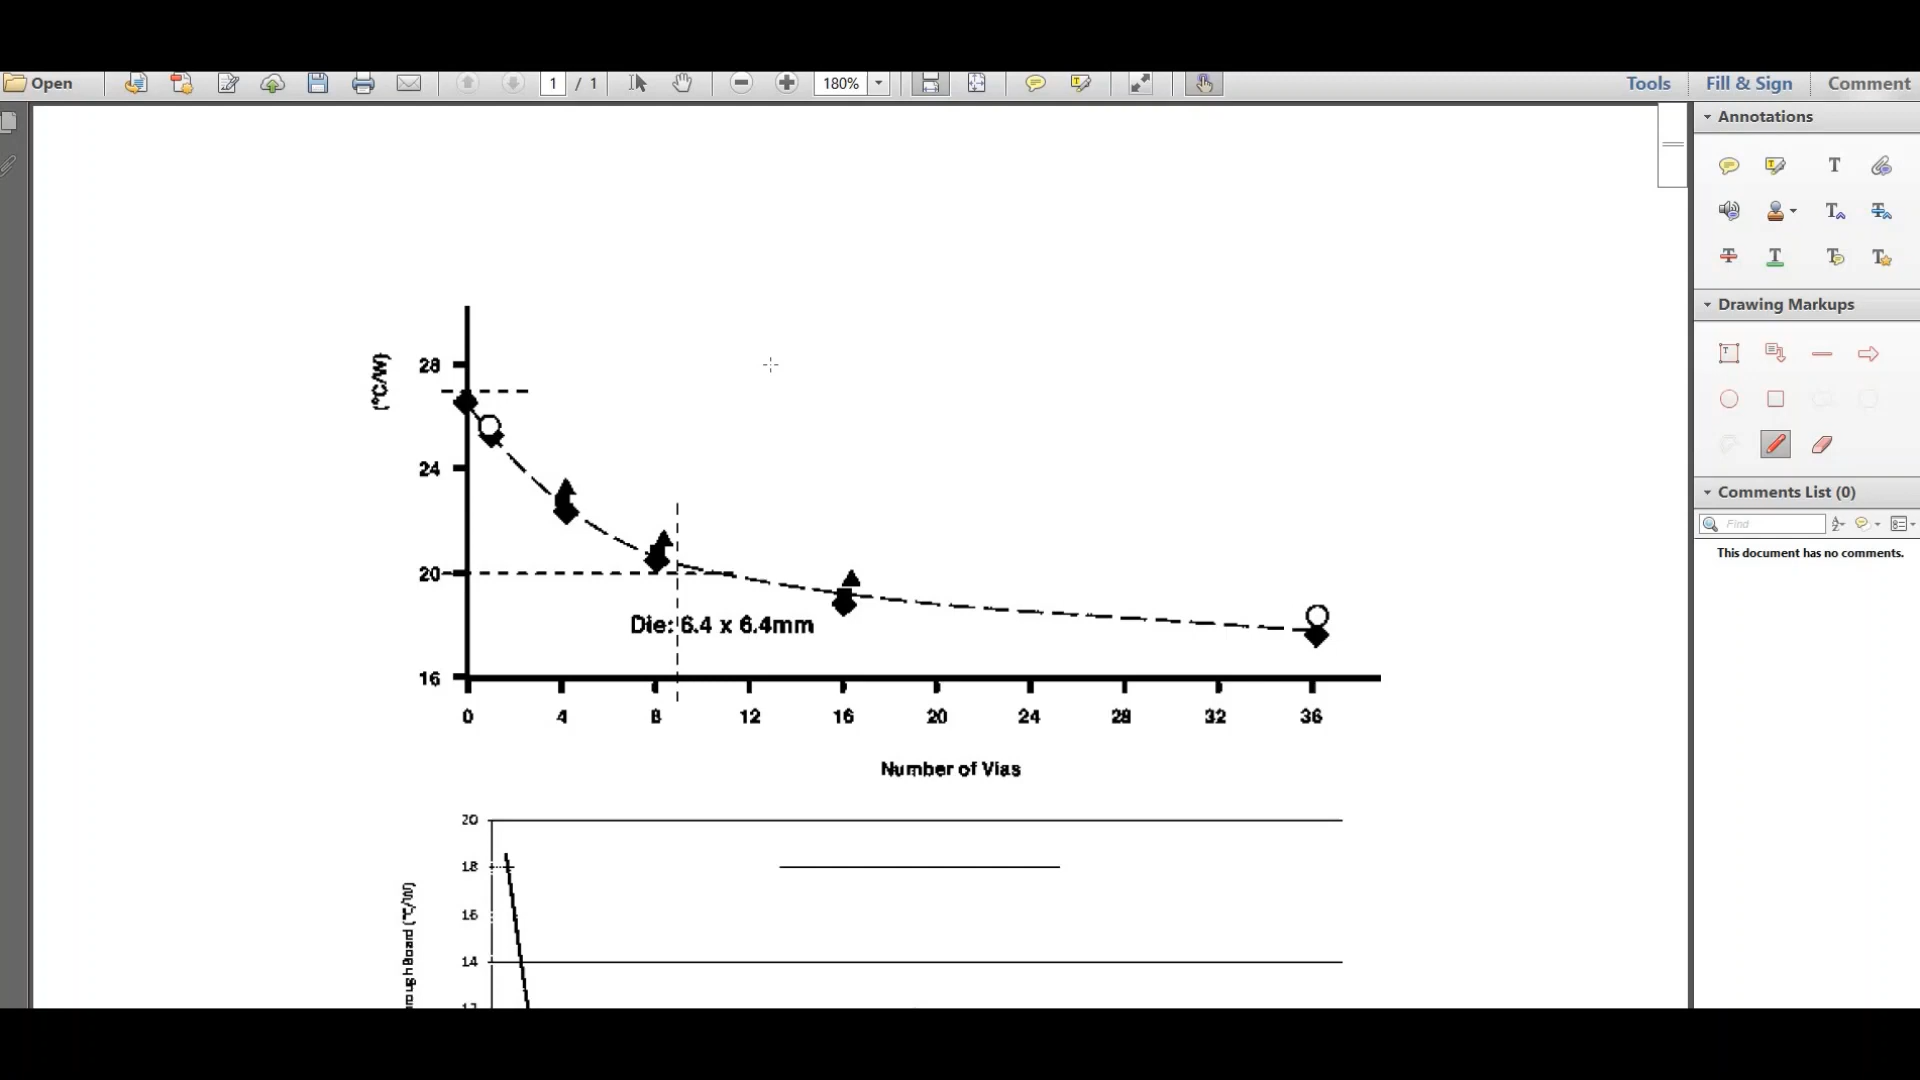 Open
1 / 1
180%
Tools
Fill & Sign
Comment
Annotations
Drawing Markups
Comments List (0)
Find
This document has no comments.
(°C/W)
28
24
20
16
Die: 6.4 x 6.4mm
0 4 8 12 16 20 24 28 32 36
Number of Vias
20
18
16
14
Board (°C/W)